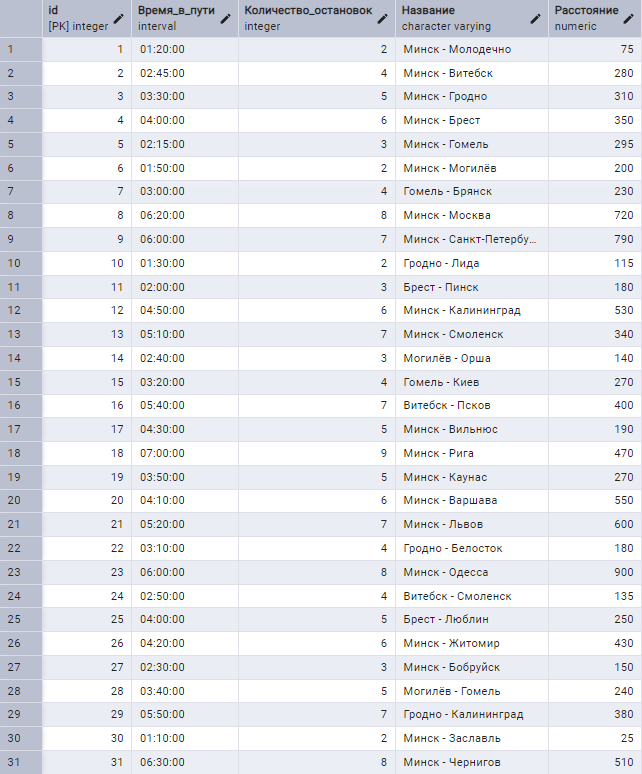 id Время_в_пути Количество_остановок Название Расстояние
[PK] integer interval integer character varying numeric
1 1 01:20:00 2 Минск - Молодечно 75
2 2 02:45:00 4 Минск - Витебск 280
3 3 03:30:00 5 Минск - Гродно 310
4 4 04:00:00 6 Минск - Брест 350
5 5 02:15:00 3 Минск - Гомель 295
6 6 01:50:00 2 Минск - Могилёв 200
7 7 03:00:00 4 Гомель - Брянск 230
8 8 06:20:00 8 Минск - Москва 720
9 9 06:00:00 7 Минск - Санкт-Петербу… 790
10 10 01:30:00 2 Гродно - Лида 115
11 11 02:00:00 3 Брест - Пинск 180
12 12 04:50:00 6 Минск - Калининград 530
13 13 05:10:00 7 Минск - Смоленск 340
14 14 02:40:00 3 Могилёв - Орша 140
15 15 03:20:00 4 Гомель - Киев 270
16 16 05:40:00 7 Витебск - Псков 400
17 17 04:30:00 5 Минск - Вильнюс 190
18 18 07:00:00 9 Минск - Рига 470
19 19 03:50:00 5 Минск - Каунас 270
20 20 04:10:00 6 Минск - Варшава 550
21 21 05:20:00 7 Минск - Львов 600
22 22 03:10:00 4 Гродно - Белосток 180
23 23 06:00:00 8 Минск - Одесса 900
24 24 02:50:00 4 Витебск - Смоленск 135
25 25 04:00:00 5 Брест - Люблин 250
26 26 04:20:00 6 Минск - Житомир 430
27 27 02:30:00 3 Минск - Бобруйск 150
28 28 03:40:00 5 Могилёв - Гомель 240
29 29 05:50:00 7 Гродно - Калининград 380
30 30 01:10:00 2 Минск - Заславль 25
31 31 06:30:00 8 Минск - Чернигов 510